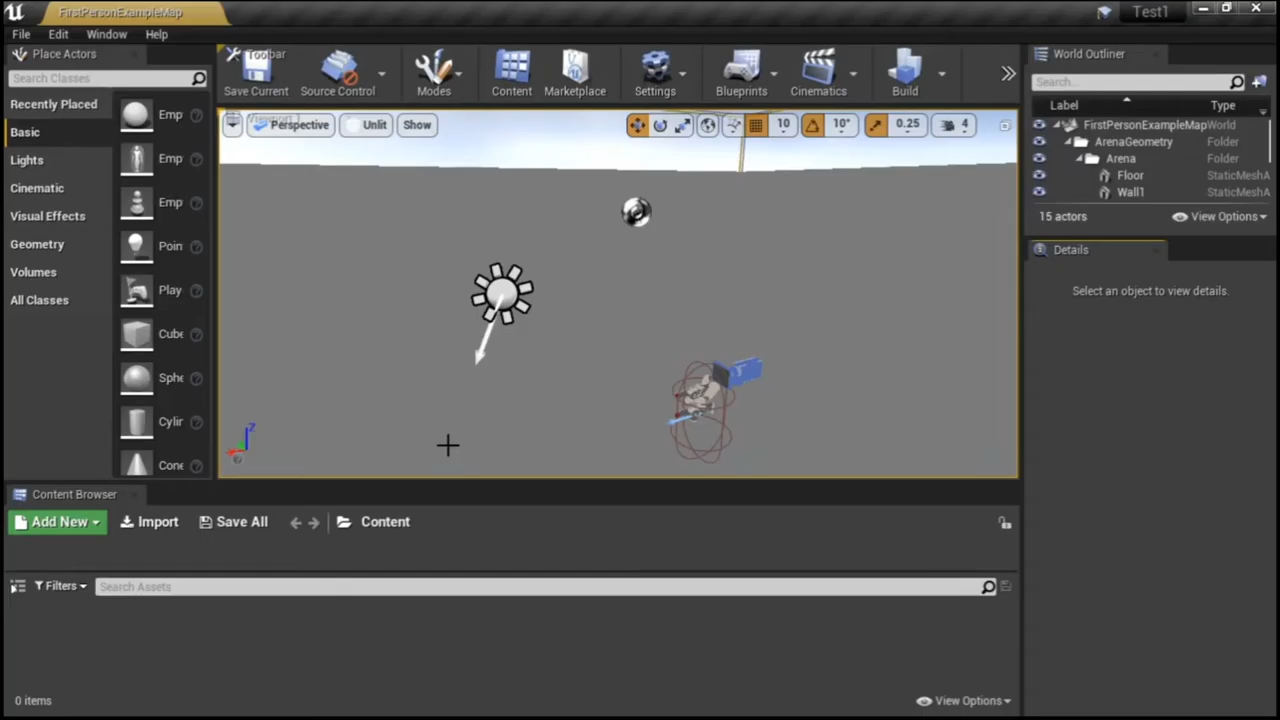 FirstPersonExampleMap
Test1
File Edit Window Help
Place Actors
Search Classes
Recently Placed
Basic
Lights
Cinematic
Visual Effects
Geometry
Volumes
All Classes
Emp
Emp
Emp
Poin
Play
Cube
Sphe
Cylin
Cone
Toolbar
Save Current
Source Control
Modes
Content
Marketplace
Settings
Blueprints
Cinematics
Build
Perspective
Unlit
Show
10
10°
0.25
4
World Outliner
Search...
Label Type
FirstPersonExampleMap World
ArenaGeometry Folder
Arena Folder
Floor StaticMeshA
Wall1 StaticMeshA
15 actors View Options
Details
Select an object to view details.
Z
Content Browser
Add New Import Save All Content
Filters Search Assets
0 items View Options